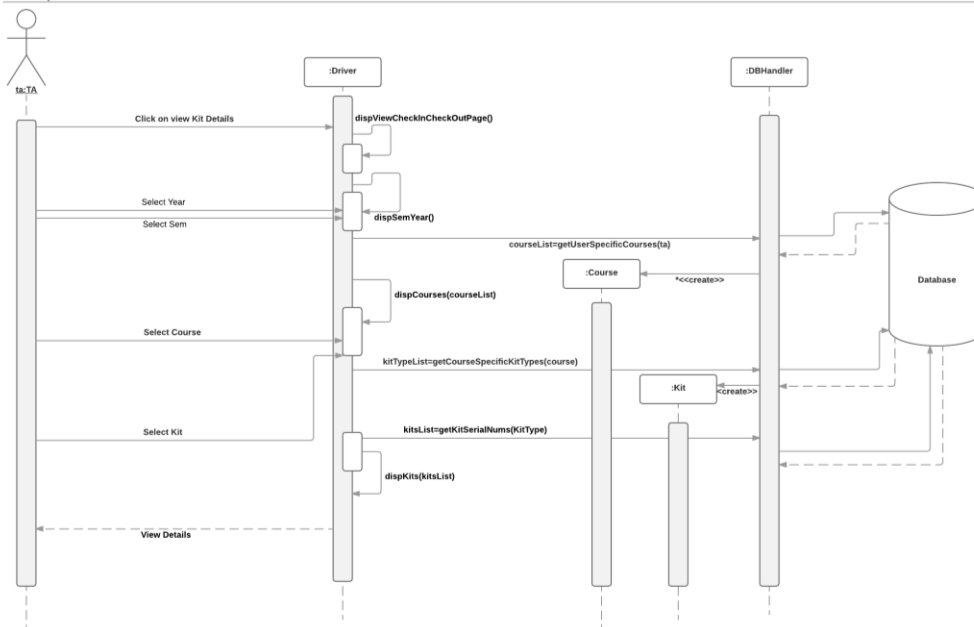 ta:TA
:Driver
:DBHandler
Click on view Kit Details
dispViewCheckInCheckOutPage()
Select Year
Select Sem
dispSemYear()
courseList=getUserSpecificCourses(ta)
:Course
*<<create>>
Database
dispCourses(courseList)
Select Course
kitTypeList=getCourseSpecificKitTypes(course)
:Kit
<create>>
Select Kit
kitsList=getKitSerialNums(KitType)
dispKits(kitsList)
View Details